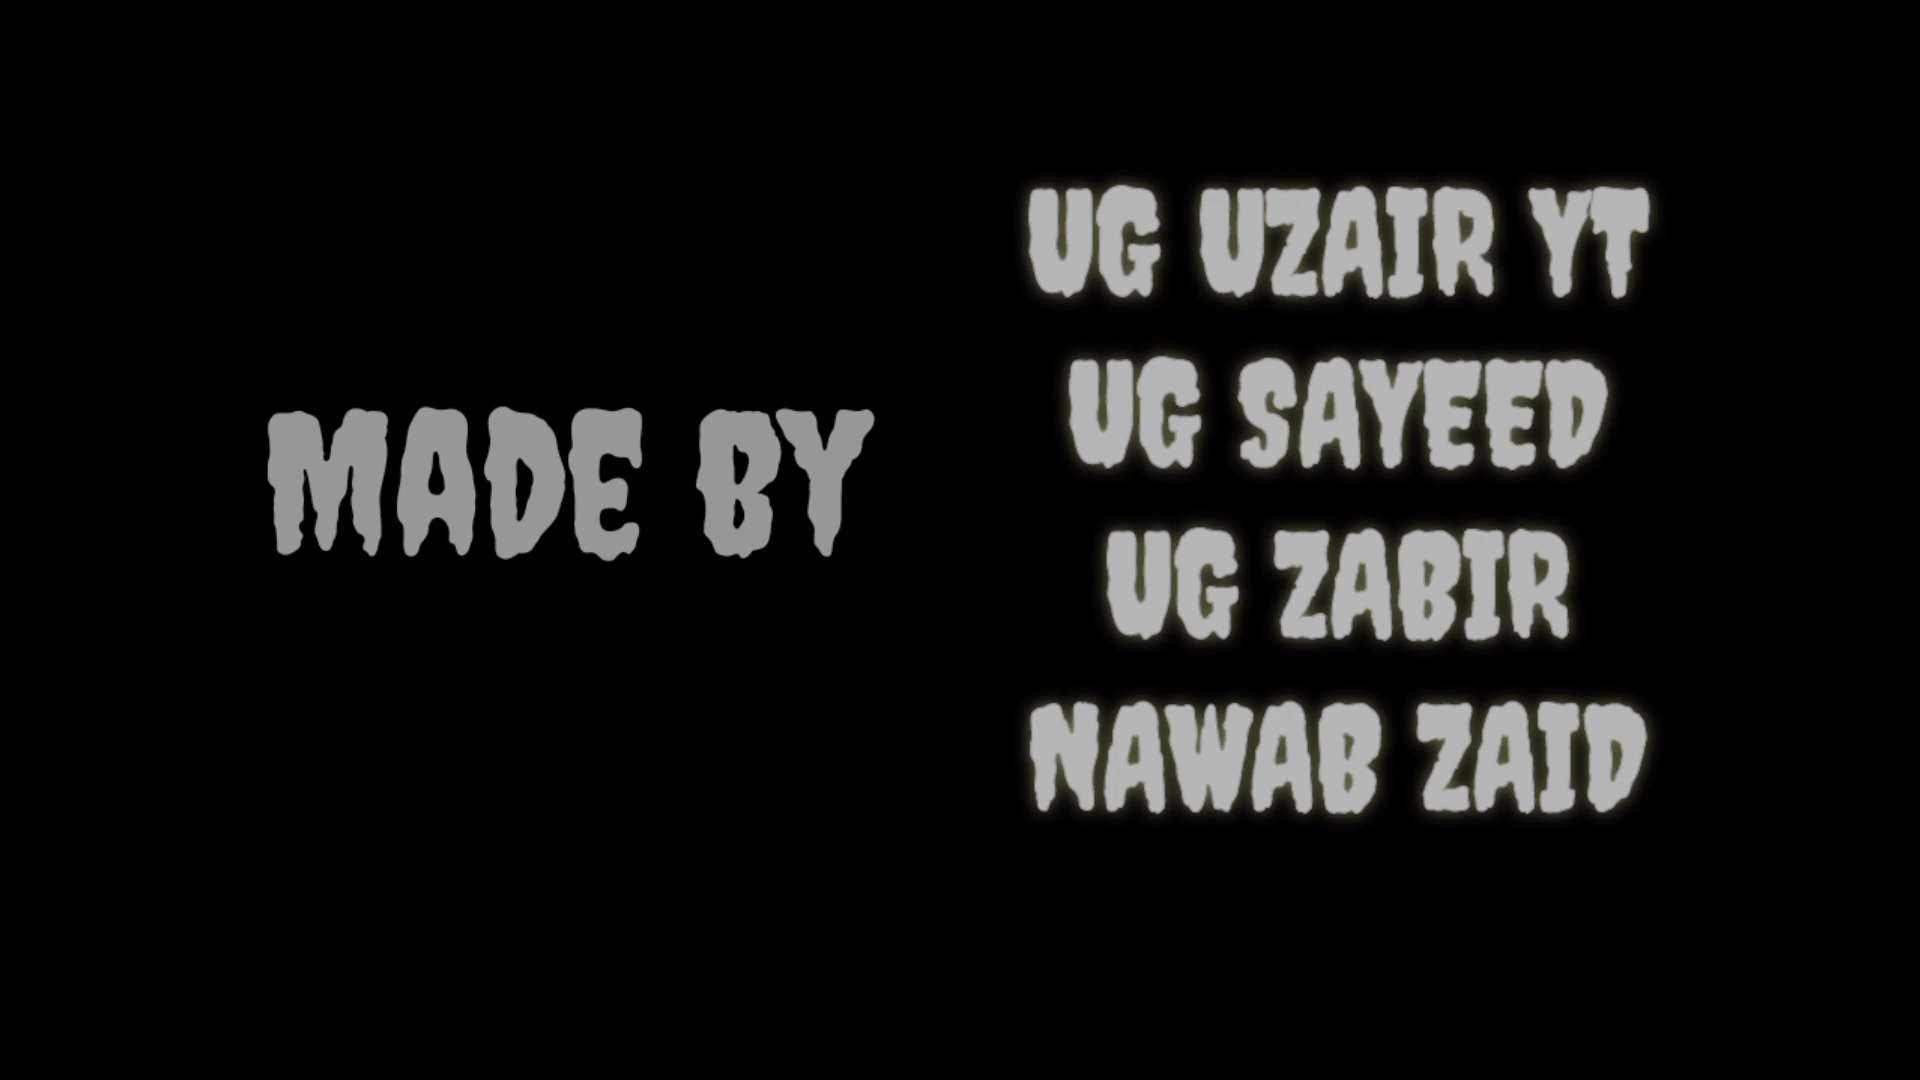 MADE BY
UG UZAIR YT
UG SAYEED
UG ZABIR
NAWAB ZAID